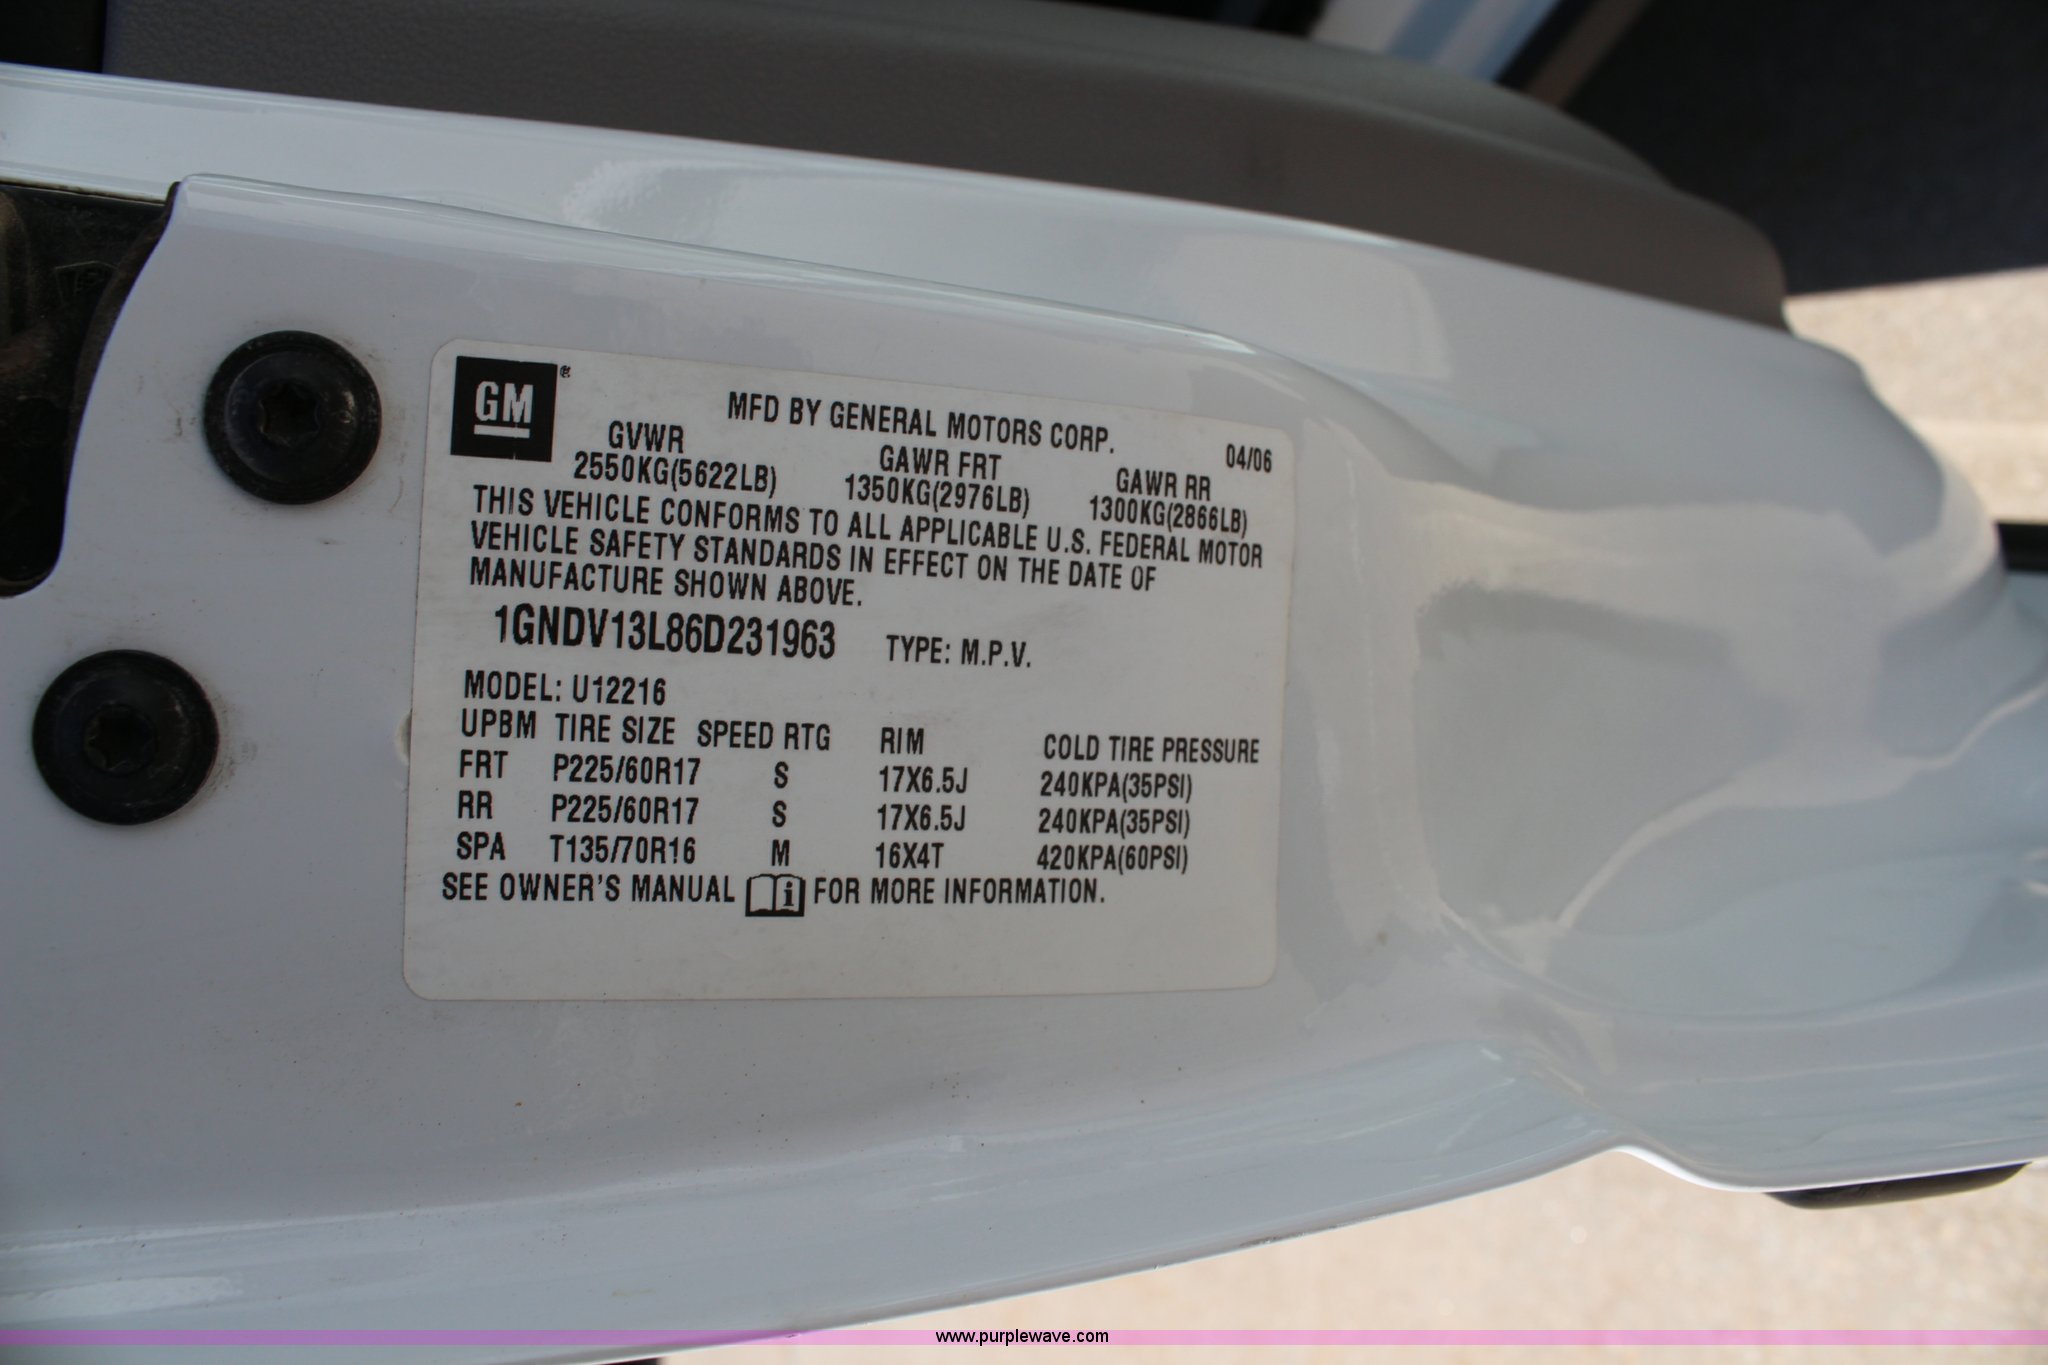 GM®
MFD BY GENERAL MOTORS CORP.
04/06
GVWR GAWR FRT GAWR RR
2550KG(5622LB) 1350KG(2976LB) 1300KG(2866LB)
THIS VEHICLE CONFORMS TO ALL APPLICABLE U.S. FEDERAL MOTOR
VEHICLE SAFETY STANDARDS IN EFFECT ON THE DATE OF
MANUFACTURE SHOWN ABOVE.
1GNDV13L86D231963 TYPE: M.P.V.
MODEL: U12216
UPBM TIRE SIZE SPEED RTG RIM COLD TIRE PRESSURE
FRT P225/60R17 S 17X6.5J 240KPA(35PSI)
RR P225/60R17 S 17X6.5J 240KPA(35PSI)
SPA T135/70R16 M 16X4T 420KPA(60PSI)
SEE OWNER'S MANUAL i FOR MORE INFORMATION.
www.purplewave.com